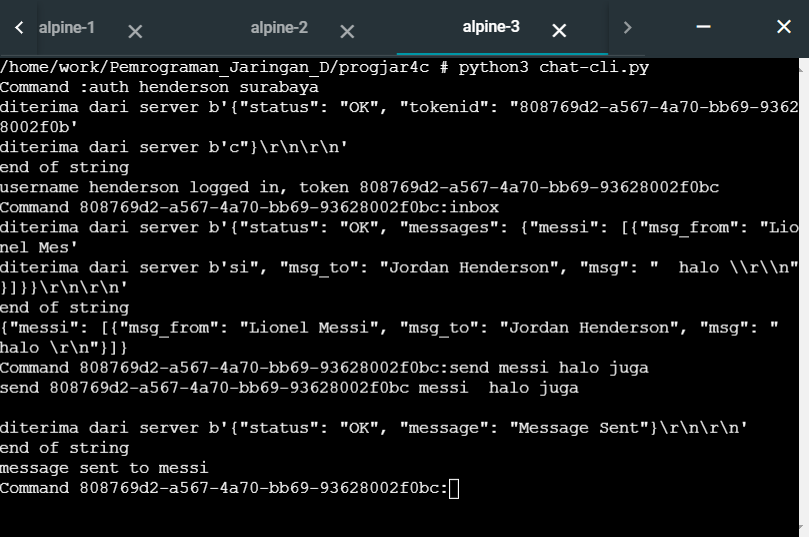 alpine-1
alpine-2
alpine-3
/home/work/Pemrograman_Jaringan_D/progjar4c # python3 chat-cli.py
Command :auth henderson surabaya
diterima dari server b'{"status": "OK", "tokenid": "808769d2-a567-4a70-bb69-9362
8002f0b'
diterima dari server b'c"}\r\n\r\n'
end of string
username henderson logged in, token 808769d2-a567-4a70-bb69-93628002f0bc
Command 808769d2-a567-4a70-bb69-93628002f0bc:inbox
diterima dari server b'{"status": "OK", "messages": {"messi": [{"msg_from": "Lio
nel Mes'
diterima dari server b'si", "msg_to": "Jordan Henderson", "msg": "  halo \\r\\n"
}]}}\r\n\r\n'
end of string
{"messi": [{"msg_from": "Lionel Messi", "msg_to": "Jordan Henderson", "msg": "
halo \r\n"}]}
Command 808769d2-a567-4a70-bb69-93628002f0bc:send messi halo juga
send 808769d2-a567-4a70-bb69-93628002f0bc messi  halo juga
diterima dari server b'{"status": "OK", "message": "Message Sent"}\r\n\r\n'
end of string
message sent to messi
Command 808769d2-a567-4a70-bb69-93628002f0bc: